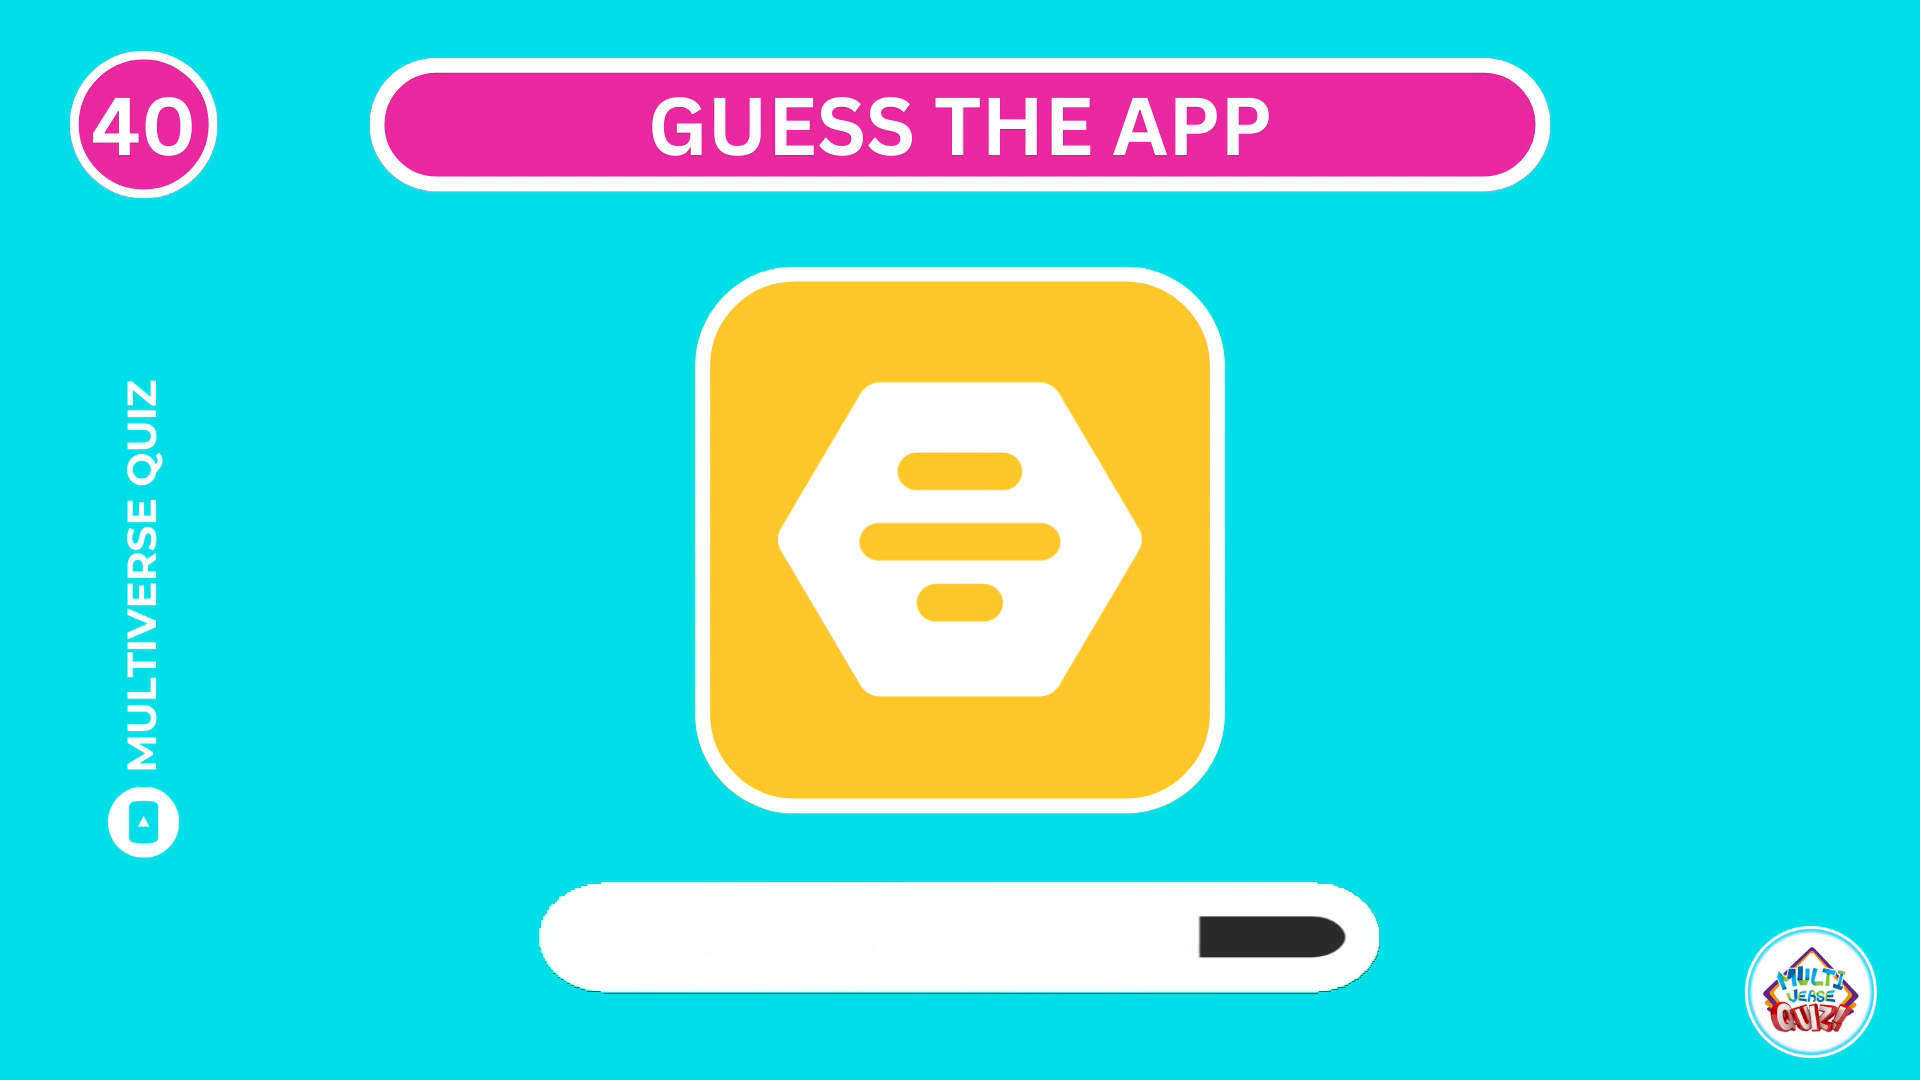 40
GUESS THE APP
MULTIVERSE QUIZ
MULTI
VERSE
QUIZ!